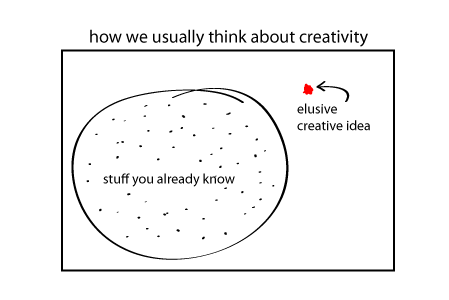 how we usually think about creativity
elusive
creative idea
stuff you already know